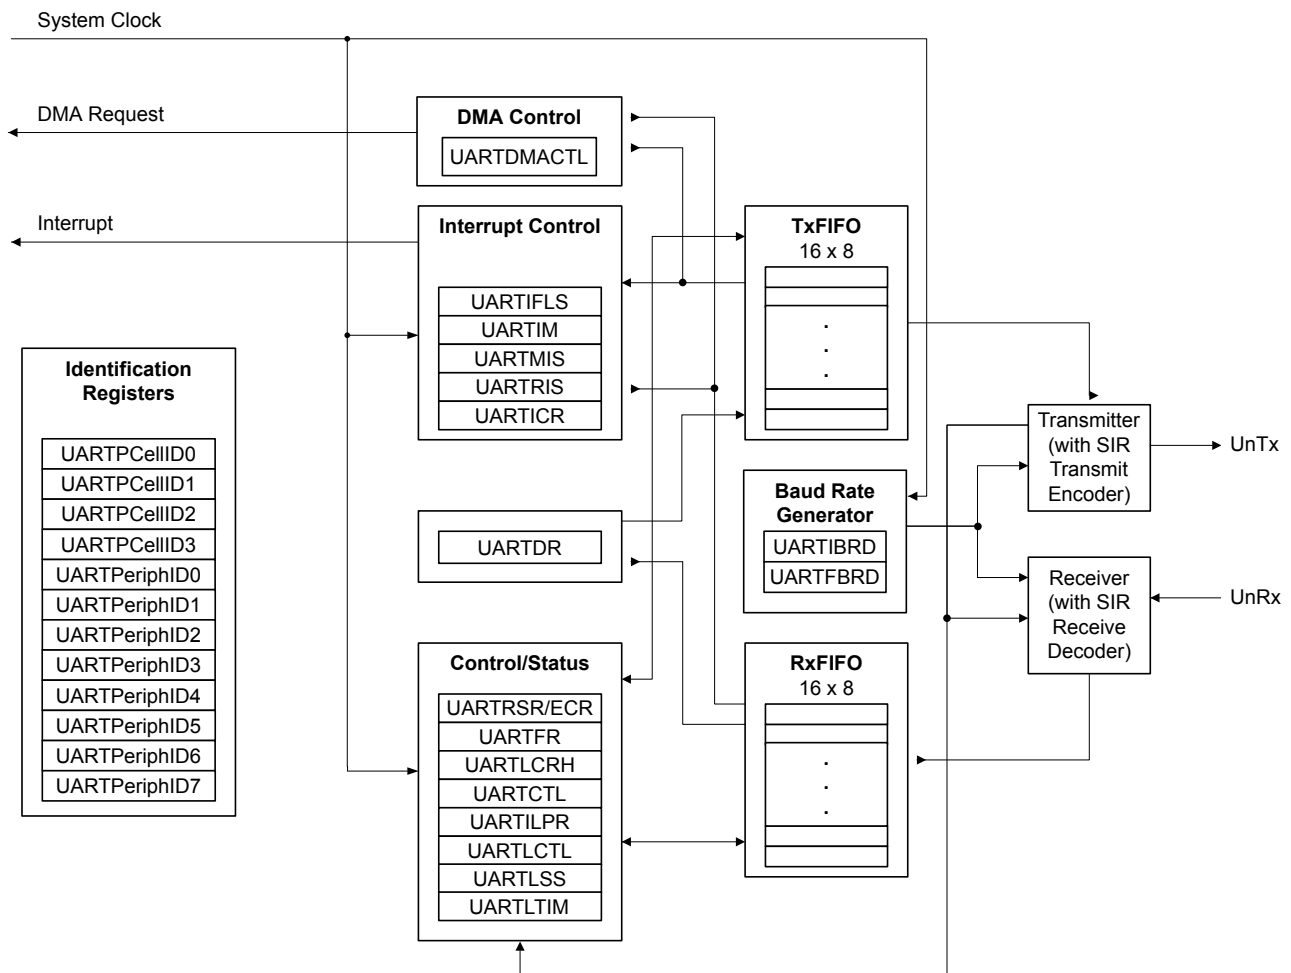 System Clock
DMA Request
DMA Control
UARTDMACTL
Interrupt
Interrupt Control
UARTIFLS
UARTIM
UARTMIS
UARTRIS
UARTICR
TxFIFO
16 x 8
.
.
.
Identification
Registers
UARTPCellID0
UARTPCellID1
UARTPCellID2
UARTPCellID3
UARTPeriphID0
UARTPeriphID1
UARTPeriphID2
UARTPeriphID3
UARTPeriphID4
UARTPeriphID5
UARTPeriphID6
UARTPeriphID7
UARTDR
Baud Rate
Generator
UARTIBRD
UARTFBRD
Transmitter
(with SIR
Transmit
Encoder)
UnTx
Receiver
(with SIR
Receive
Decoder)
UnRx
Control/Status
UARTRSR/ECR
UARTFR
UARTLCRH
UARTCTL
UARTILPR
UARTLCTL
UARTLSS
UARTLTIM
RxFIFO
16 x 8
.
.
.